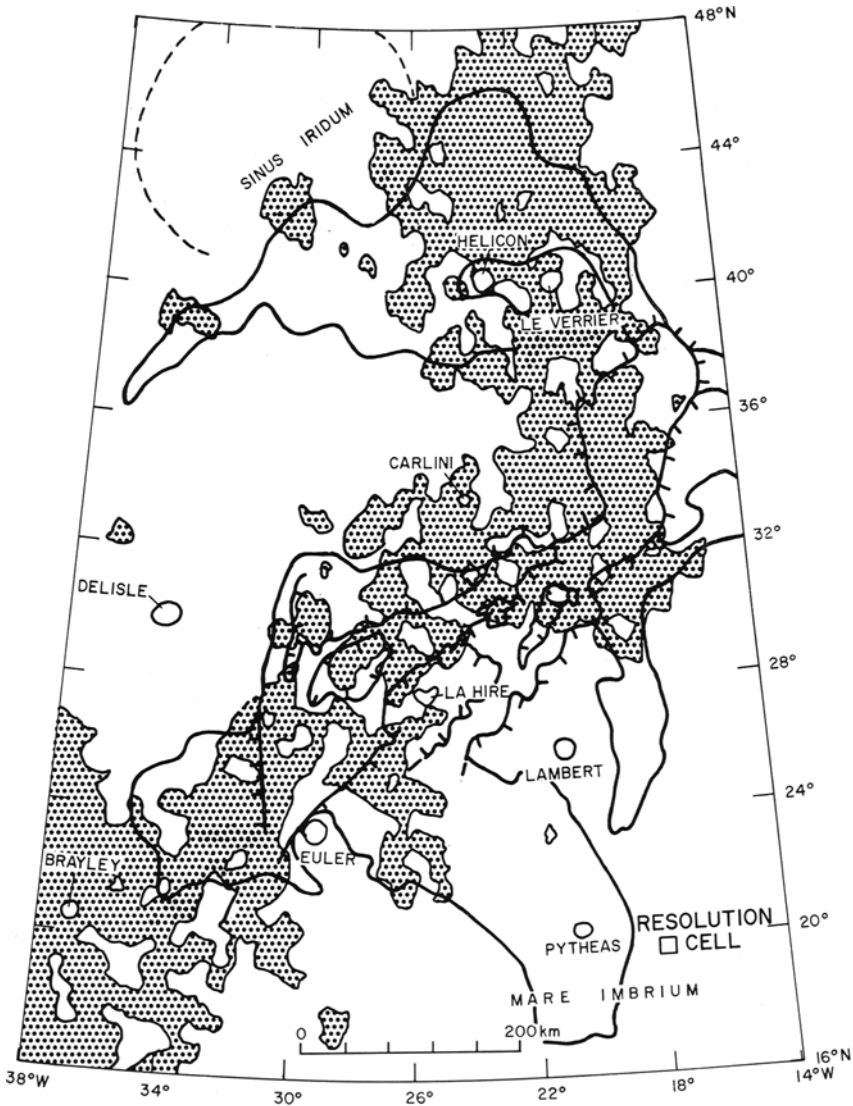 48°N
SINUS IRIDUM
44°
HELICON
40°
LE VERRIER
36°
CARLINI
32°
DELISLE
28°
LA HIRE
LAMBERT
24°
BRAYLEY
EULER
20°
RESOLUTION
CELL
PYTHEAS
MARE IMBRIUM
0 200 km
16°N
38°W 34° 30° 26° 22° 18° 14°W